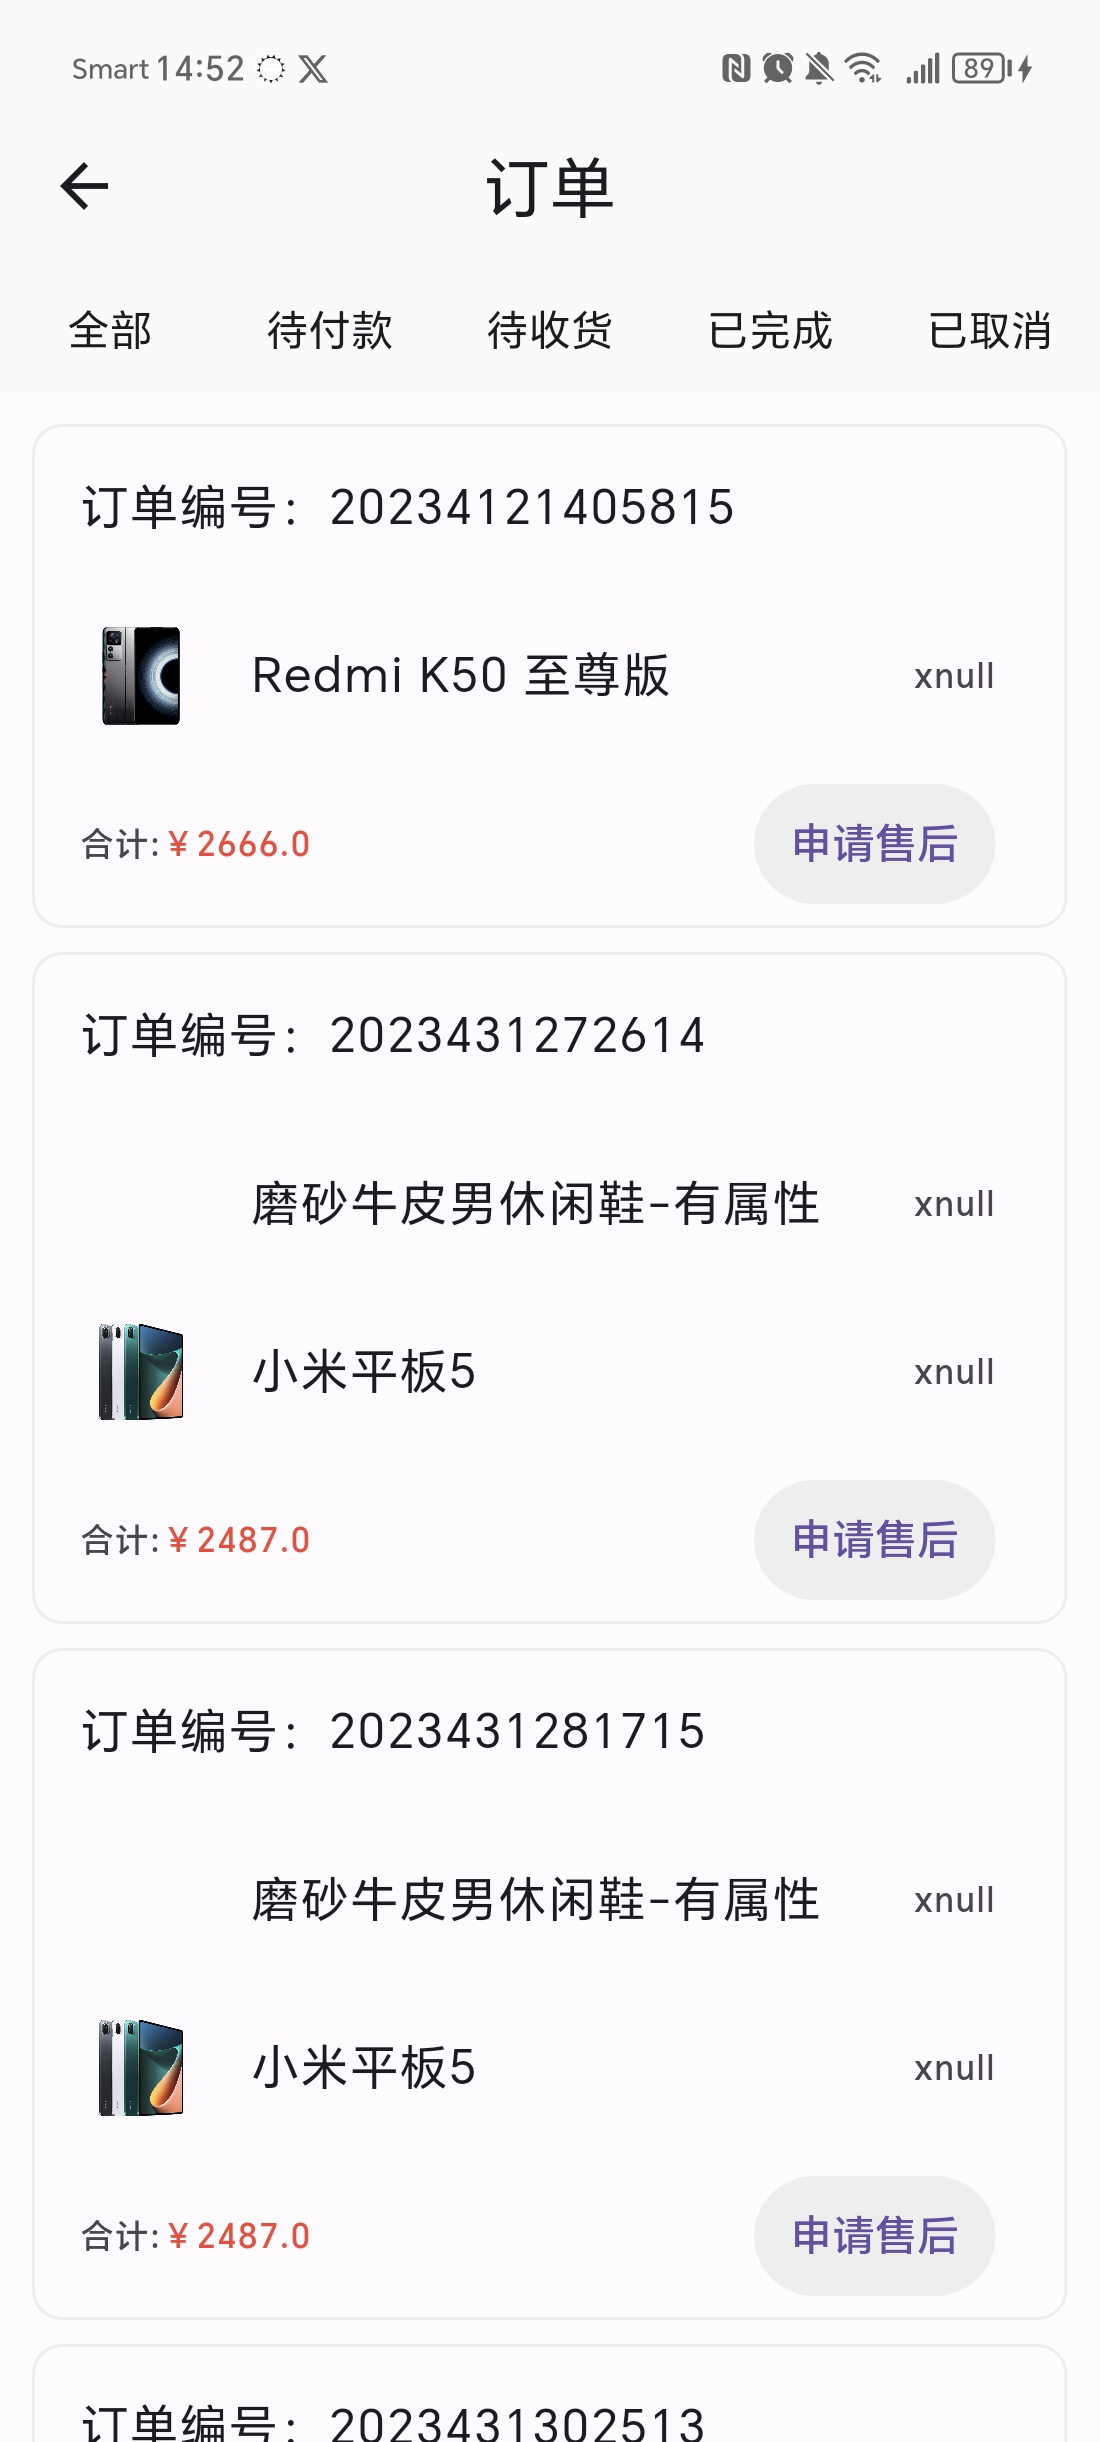 Smart 14:52 89
订单
全部 待付款 待收货 已完成 已取消
订单编号：20234121405815
Redmi K50 至尊版 xnull
合计:¥ 2666.0 申请售后
订单编号：2023431272614
磨砂牛皮男休闲鞋-有属性 xnull
小米平板5 xnull
合计:¥ 2487.0 申请售后
订单编号：2023431281715
磨砂牛皮男休闲鞋-有属性 xnull
小米平板5 xnull
合计:¥ 2487.0 申请售后
订单编号：2023431302513